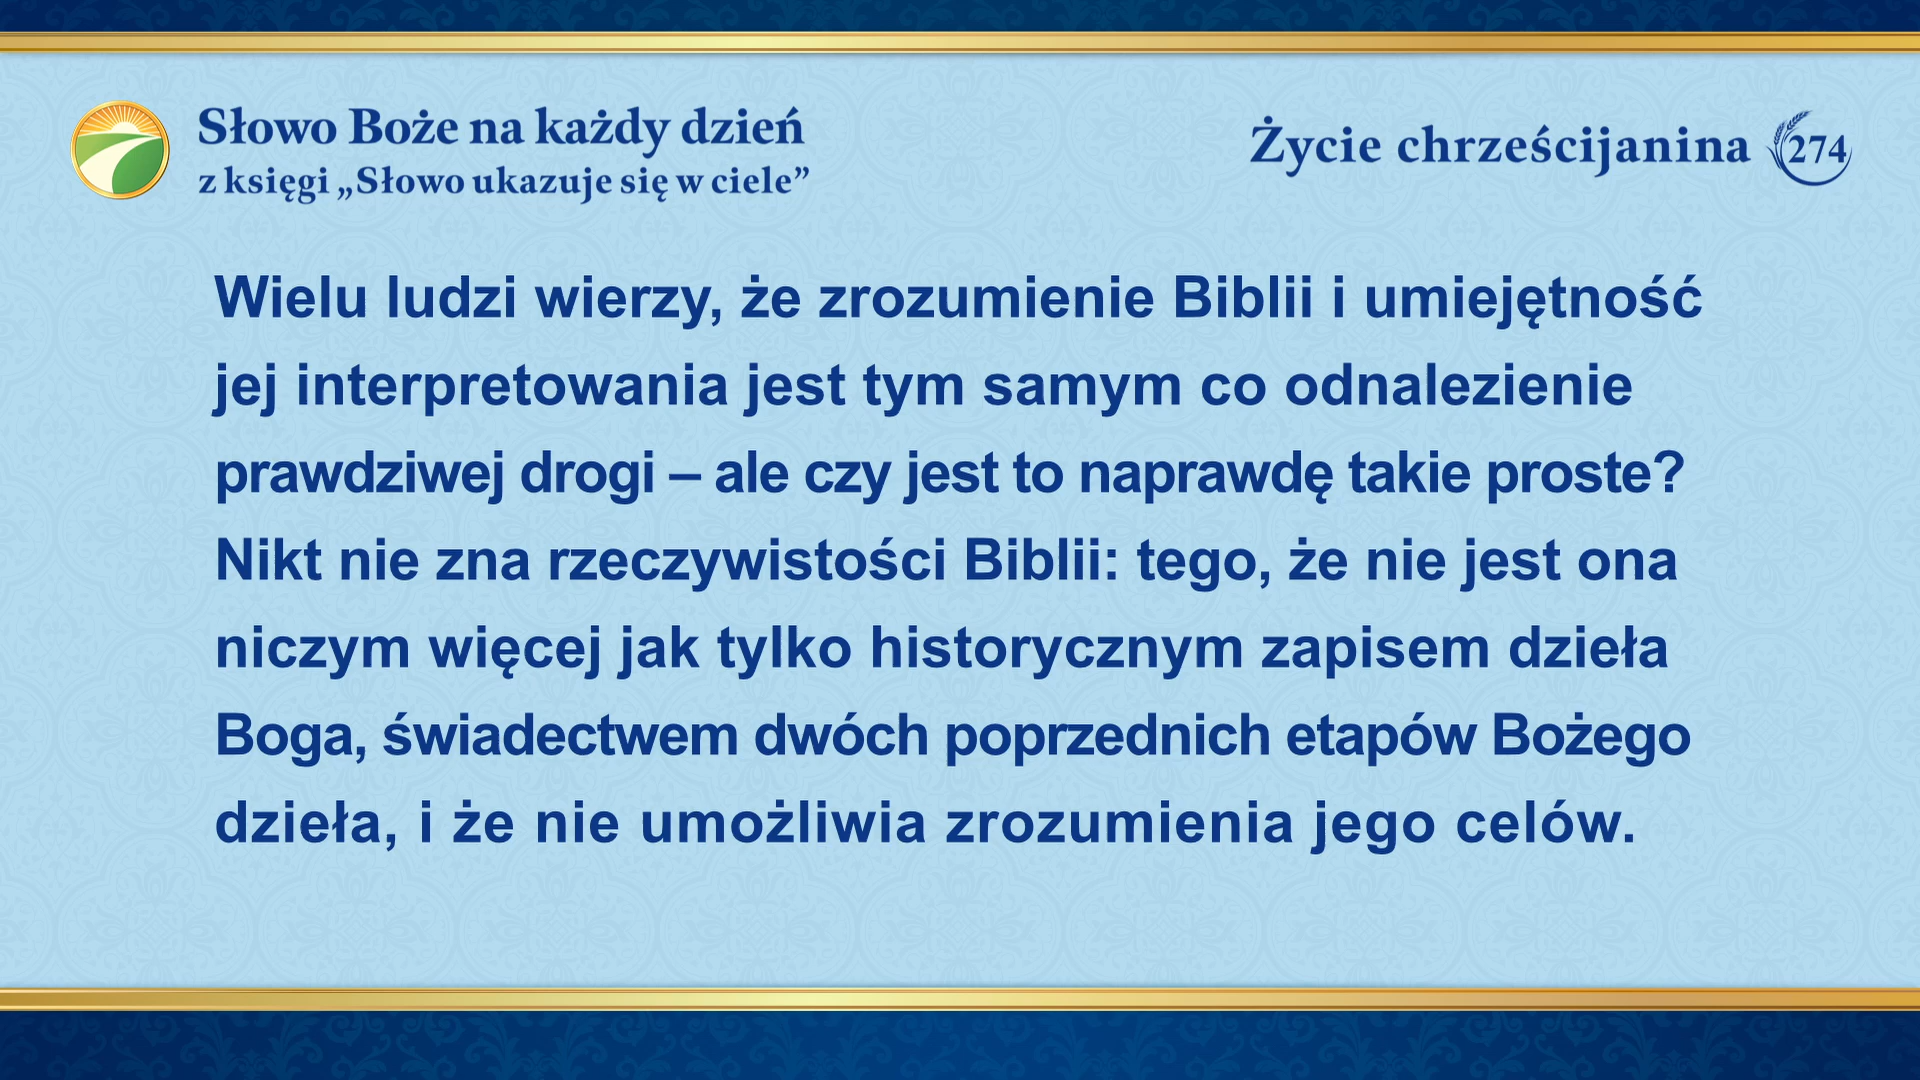 Słowo Boże na każdy dzień
z księgi „Słowo ukazuje się w ciele”
Życie chrześcijanina 274
Wielu ludzi wierzy, że zrozumienie Biblii i umiejętność
jej interpretowania jest tym samym co odnalezienie
prawdziwej drogi – ale czy jest to naprawdę takie proste?
Nikt nie zna rzeczywistości Biblii: tego, że nie jest ona
niczym więcej jak tylko historycznym zapisem dzieła
Boga, świadectwem dwóch poprzednich etapów Bożego
dzieła, i że nie umożliwia zrozumienia jego celów.